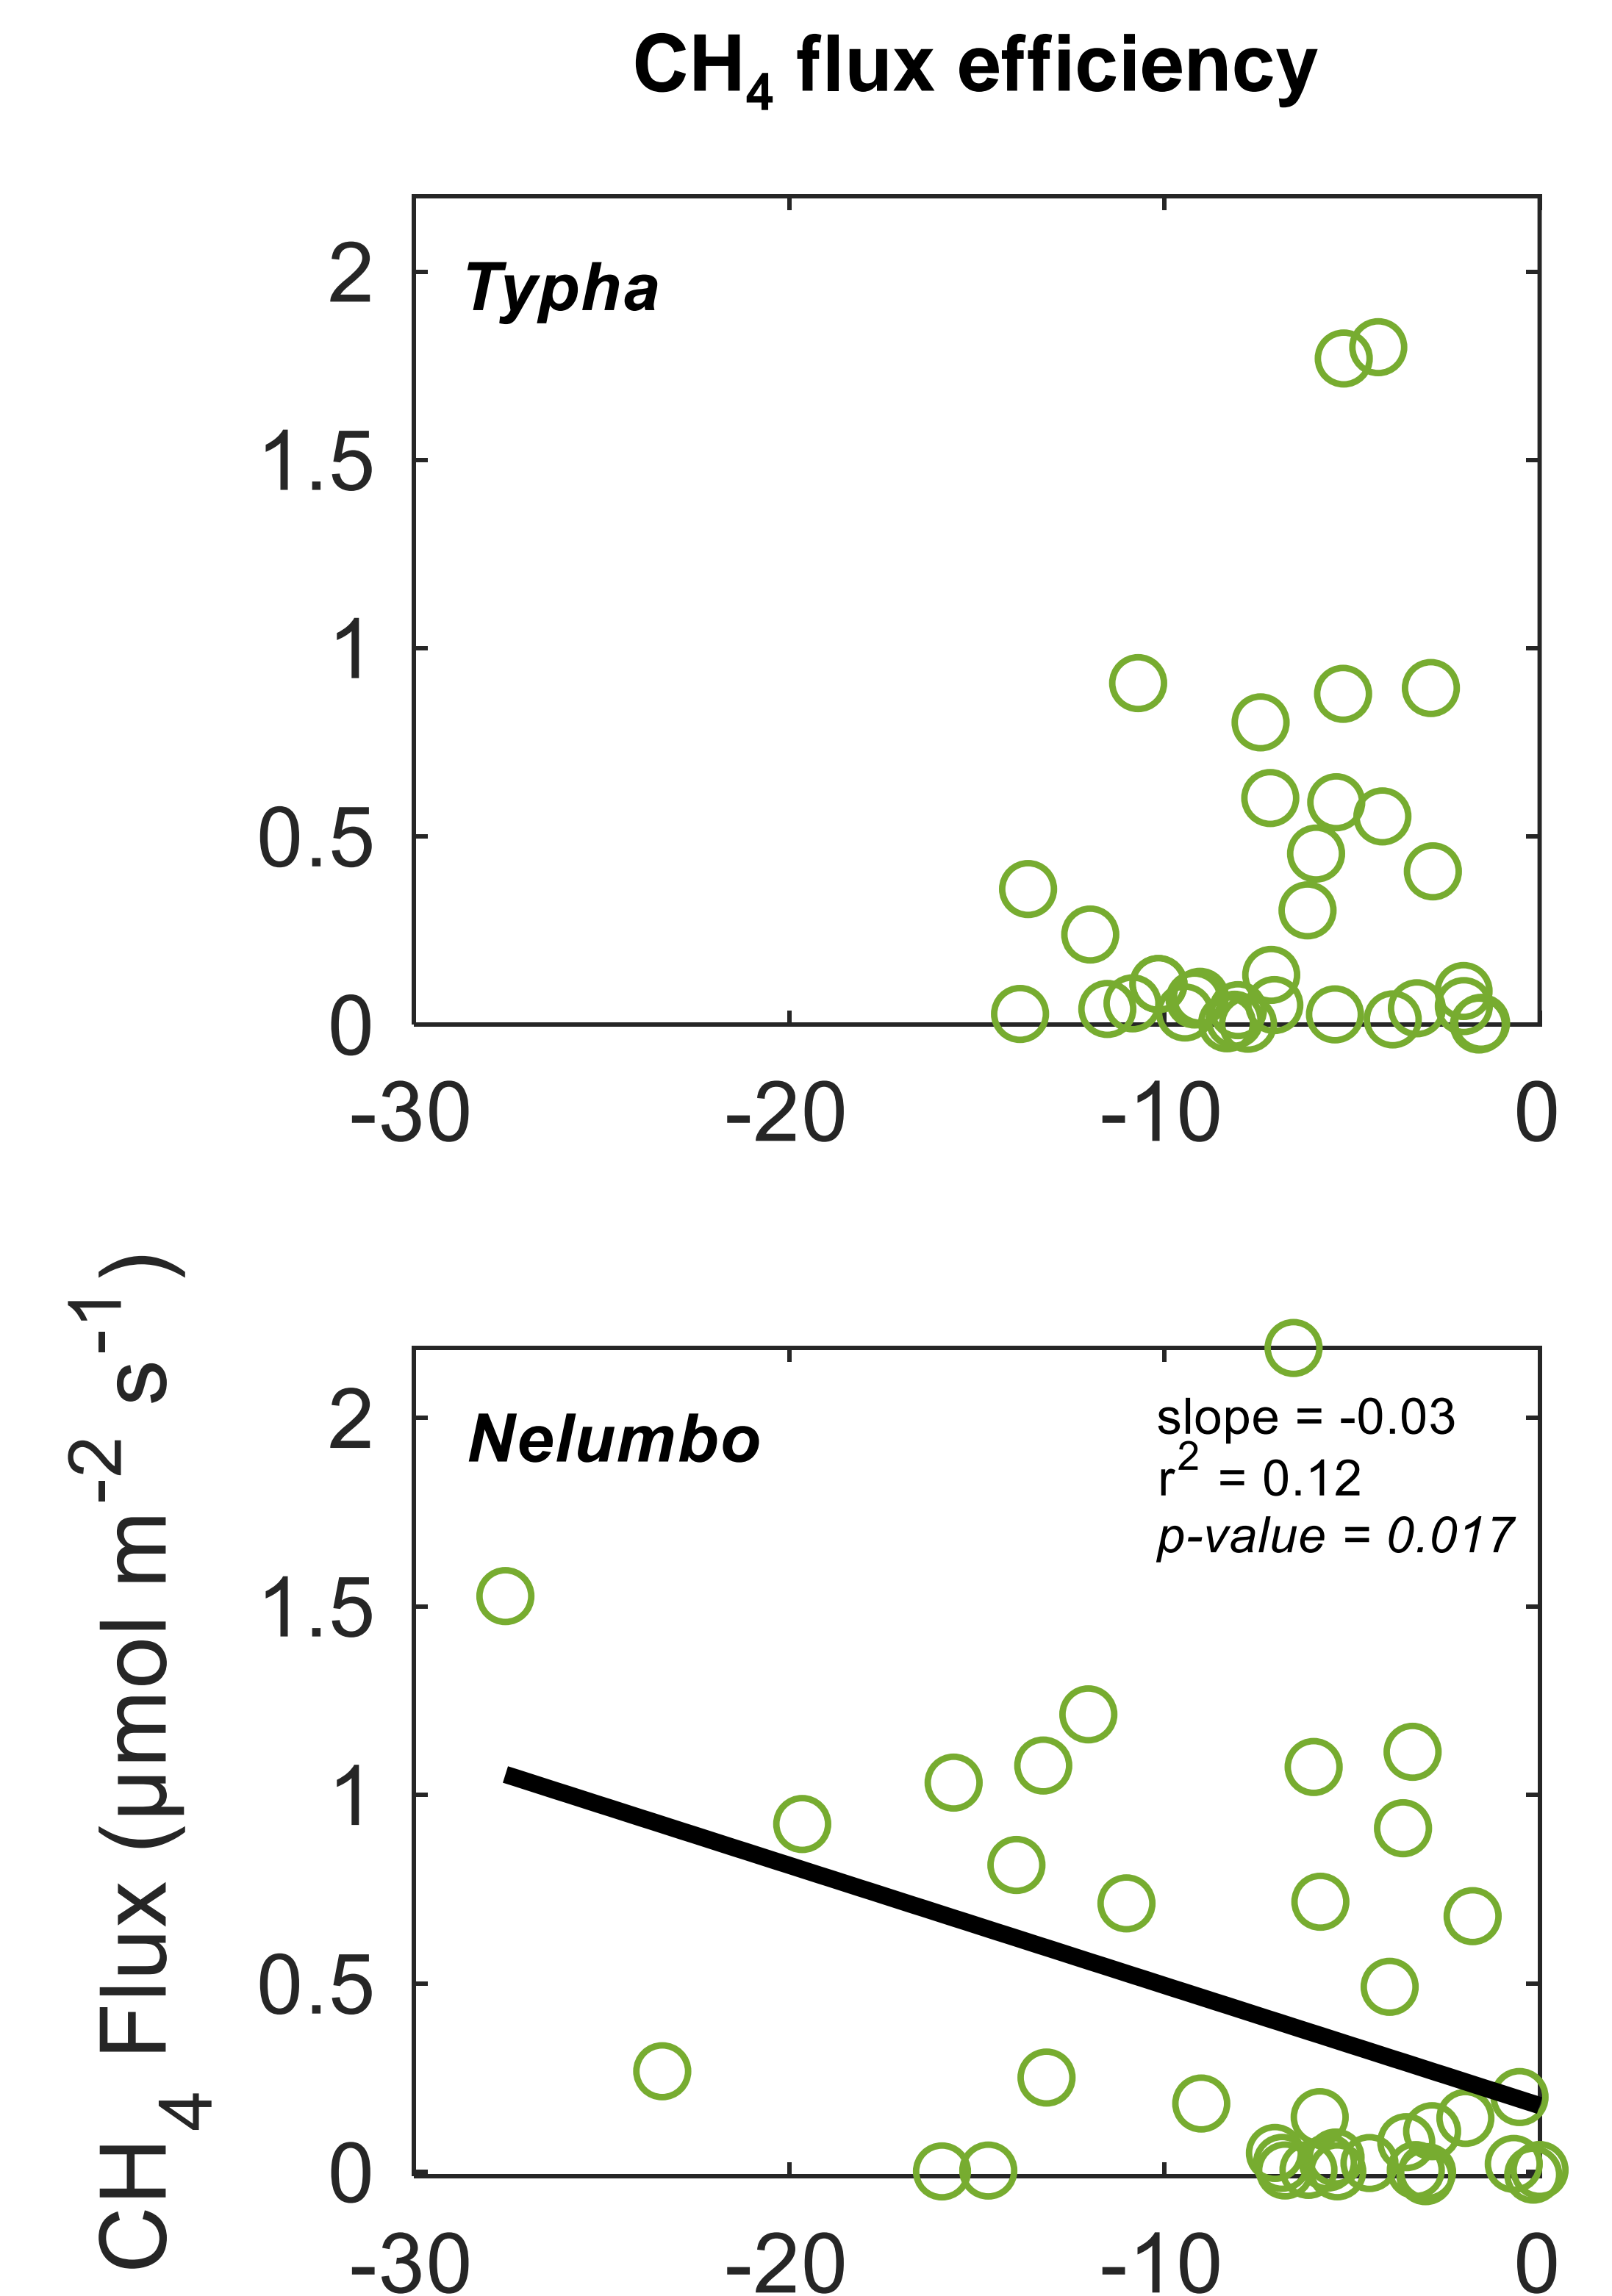 CH4 flux efficiency
2
Typha
1.5
1
0.5
0
-30 -20 -10 0
CH4 Flux (µmol m-2 s-1)
2
Nelumbo
slope = -0.03
r2 = 0.12
p-value = 0.017
1.5
1
0.5
0
-30 -20 -10 0